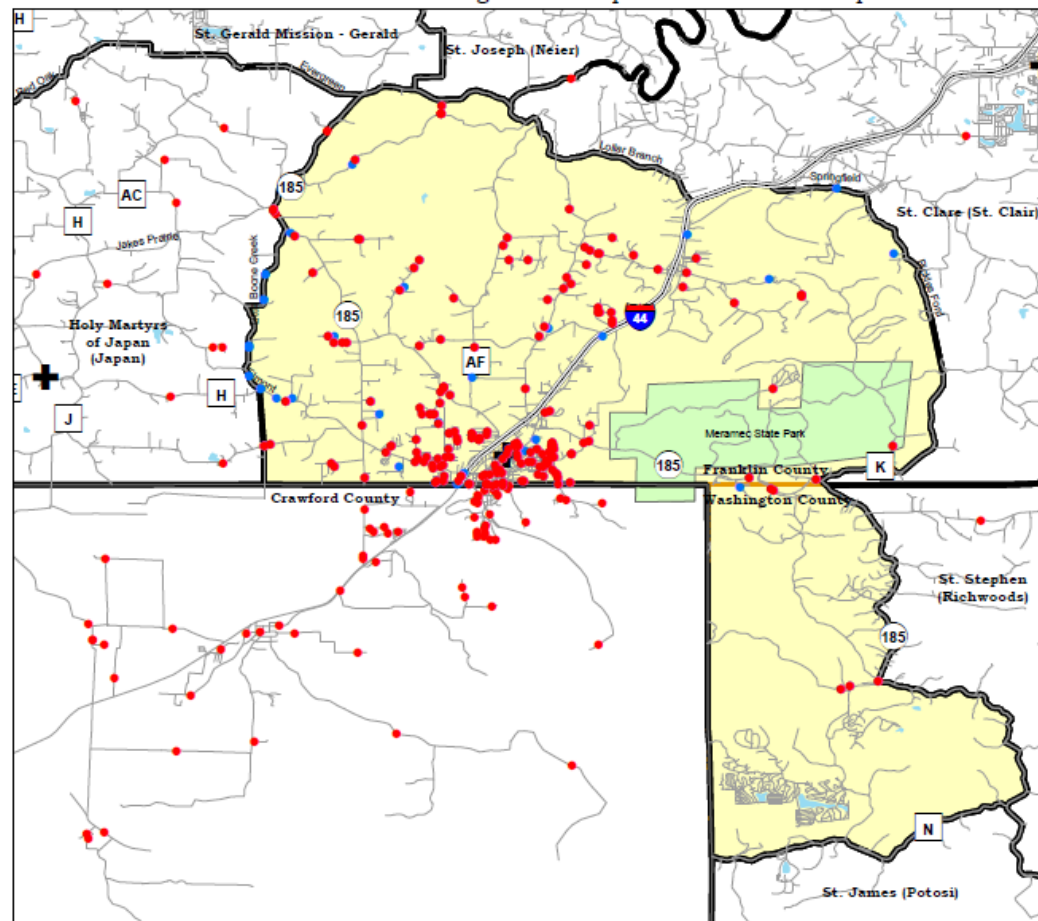 H
St. Gerald Mission - Gerald
St. Joseph (Neier)
Evergreen
Loller Branch
Springfield
185
AC
H
St. Clare (St. Clair)
Jakes Prairie
Boone Creek
185
44
Holy Martyrs
of Japan
(Japan)
AF
H
J
Meramec State Park
185
Franklin County
K
Crawford County
Washington County
St. Stephen
(Richwoods)
185
N
St. James (Potosi)